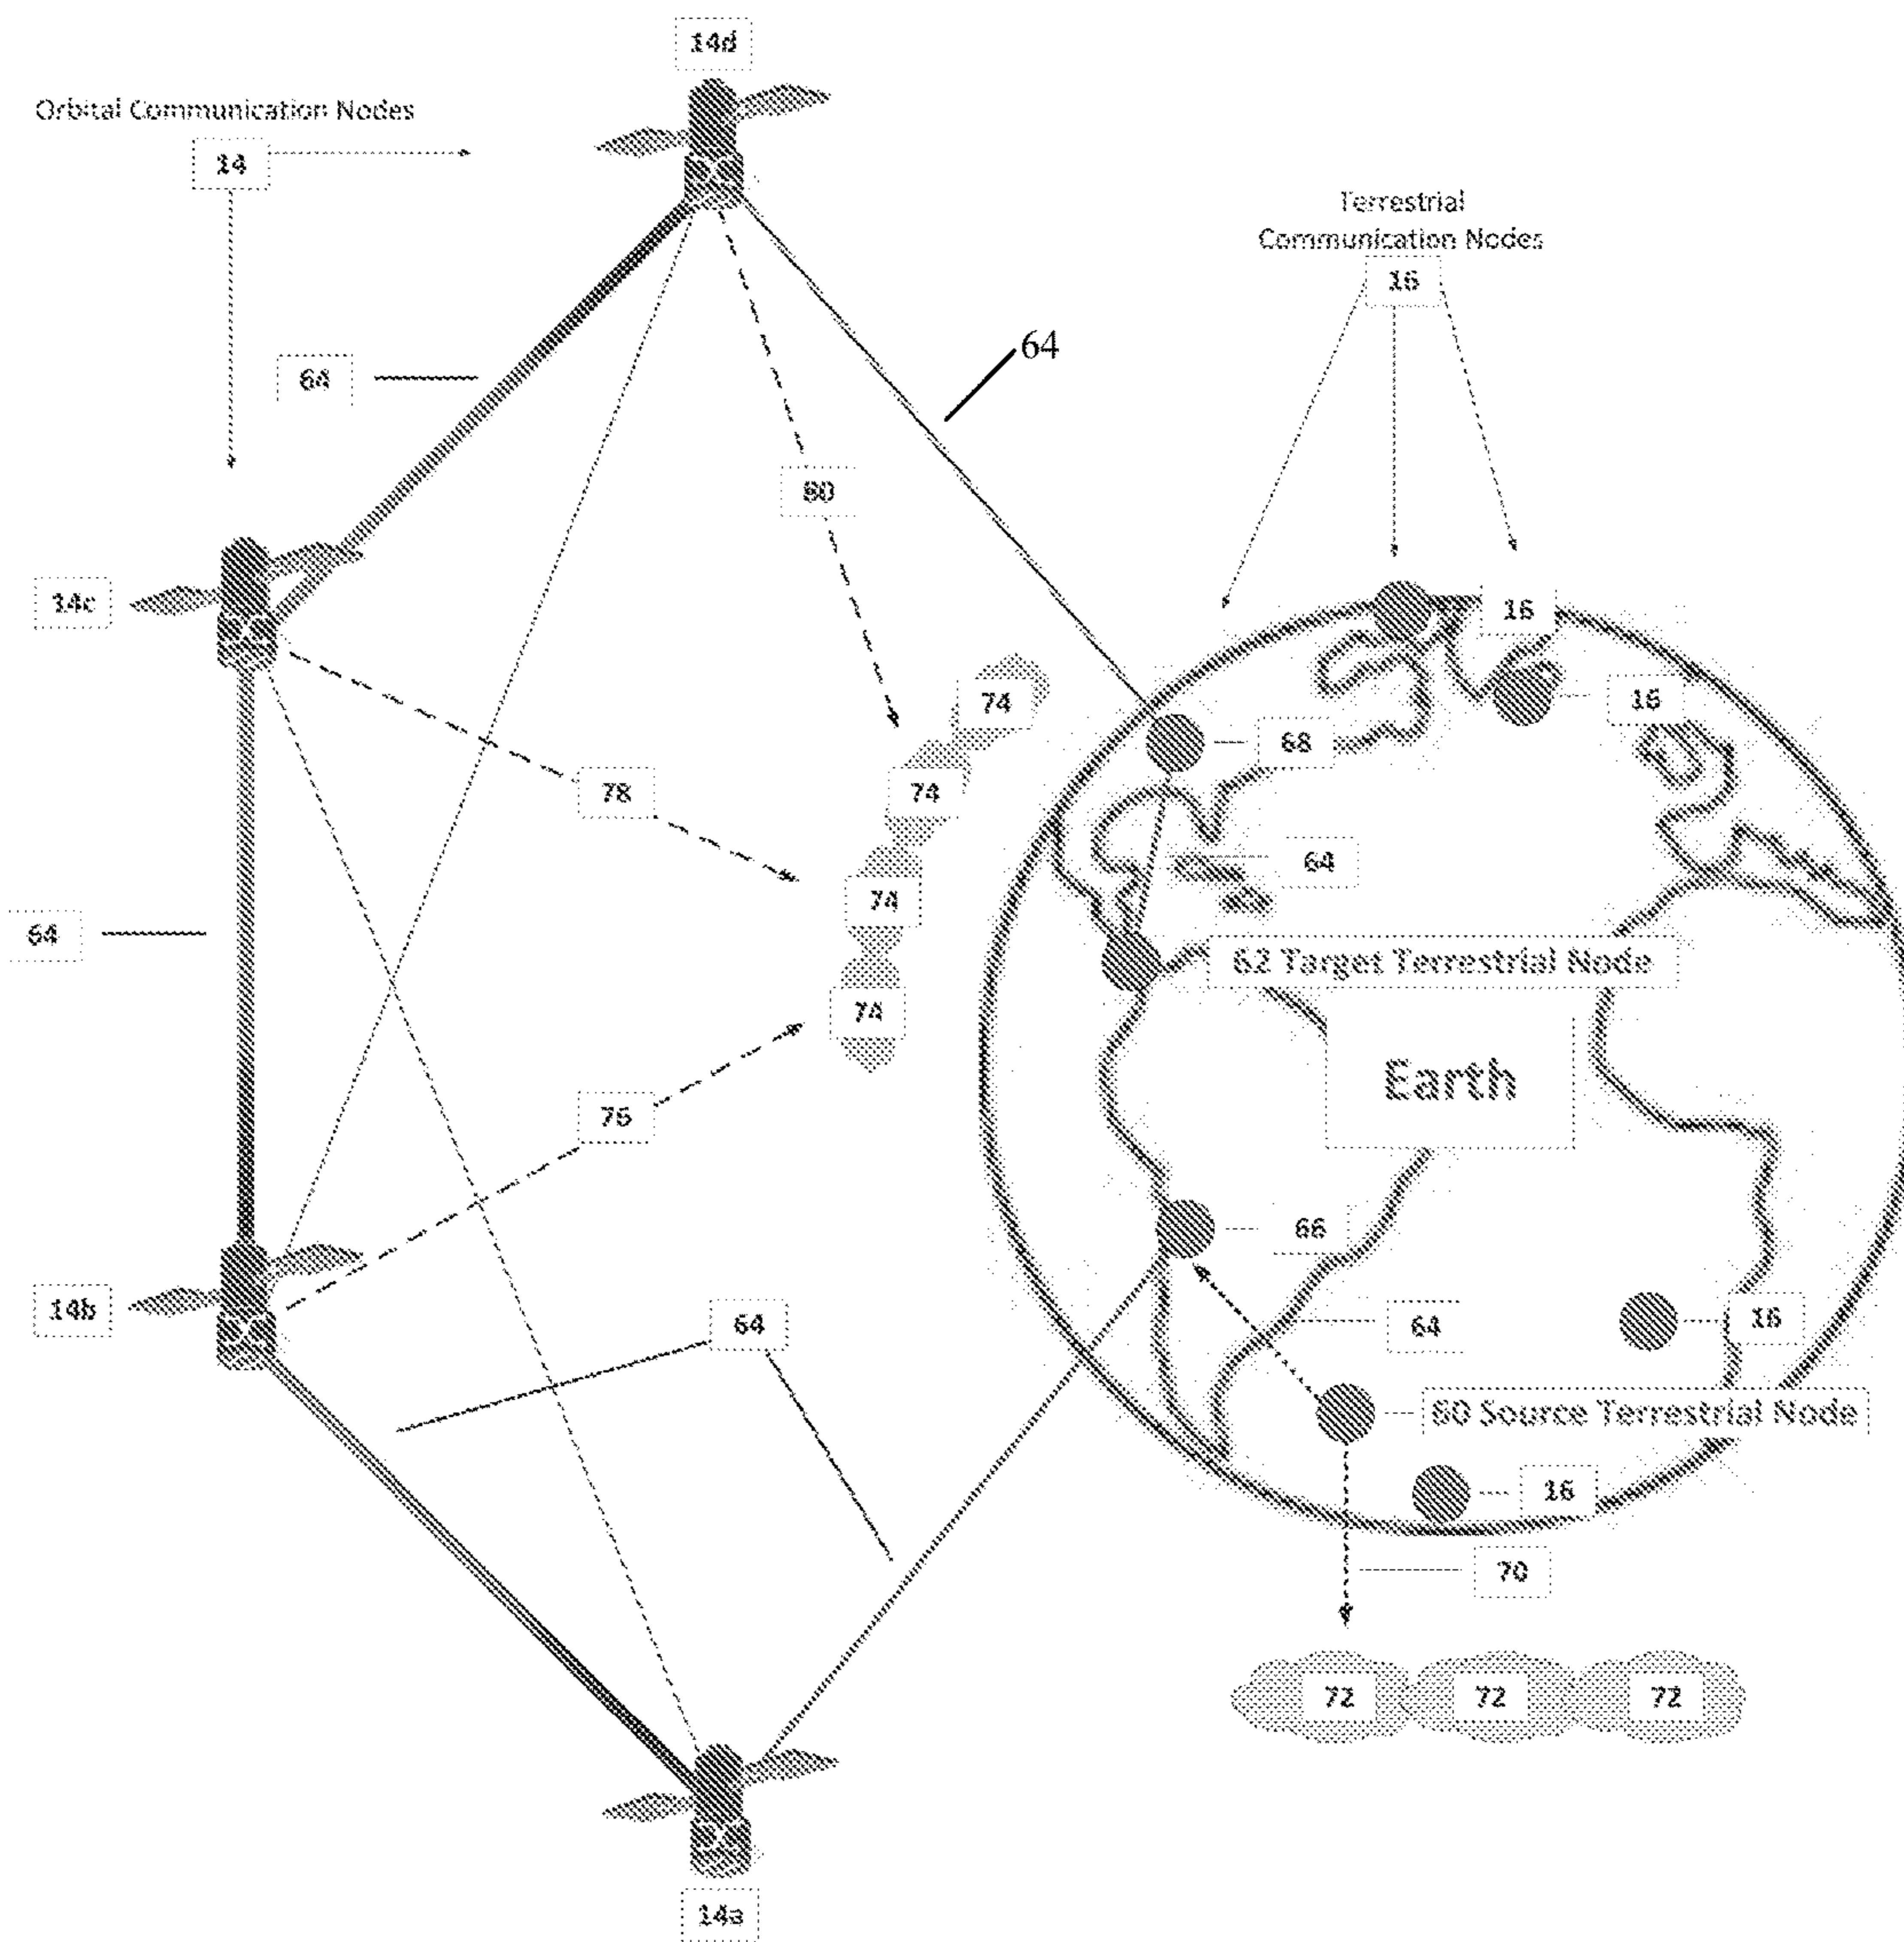 14d
Orbital Communication Nodes
14
Terrestrial
Communication Nodes
16
64
64
80
14c
16
16
74
68
74
78
64
74
64
62 Target Terrestrial Node
74
Earth
76
66
14b
64
64
16
60 Source Terrestrial Node
16
70
72 72 72
14a